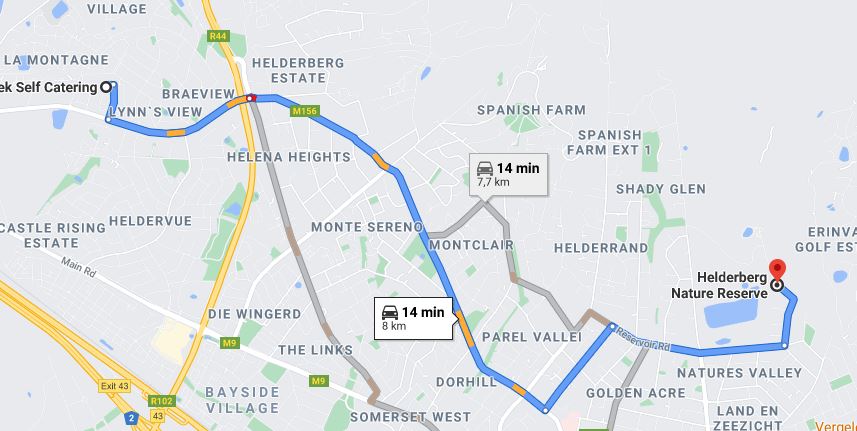 VILLAGE
R44
LA MONTAGNE
HELDERBERG
ESTATE
ek Self Catering
BRAEVIEW
LYNN`S VIEW
M156
SPANISH FARM
SPANISH
FARM EXT 1
HELENA HEIGHTS
14 min
7,7 km
SHADY GLEN
CASTLE RISING
ESTATE
HELDERVUE
MONTE SERENO
MONTCLAIR
HELDERRAND
ERINVA
GOLF ESTA
Main Rd
Helderberg
Nature Reserve
DIE WINGERD
14 min
8 km
M9
THE LINKS
PAREL VALLEI
Reservoir Rd
M9
NATURES VALLEY
Exit 43
BAYSIDE
VILLAGE
DORHILL
GOLDEN ACRE
R102
2
43
SOMERSET WEST
LAND EN
ZEEZICHT
Vergel